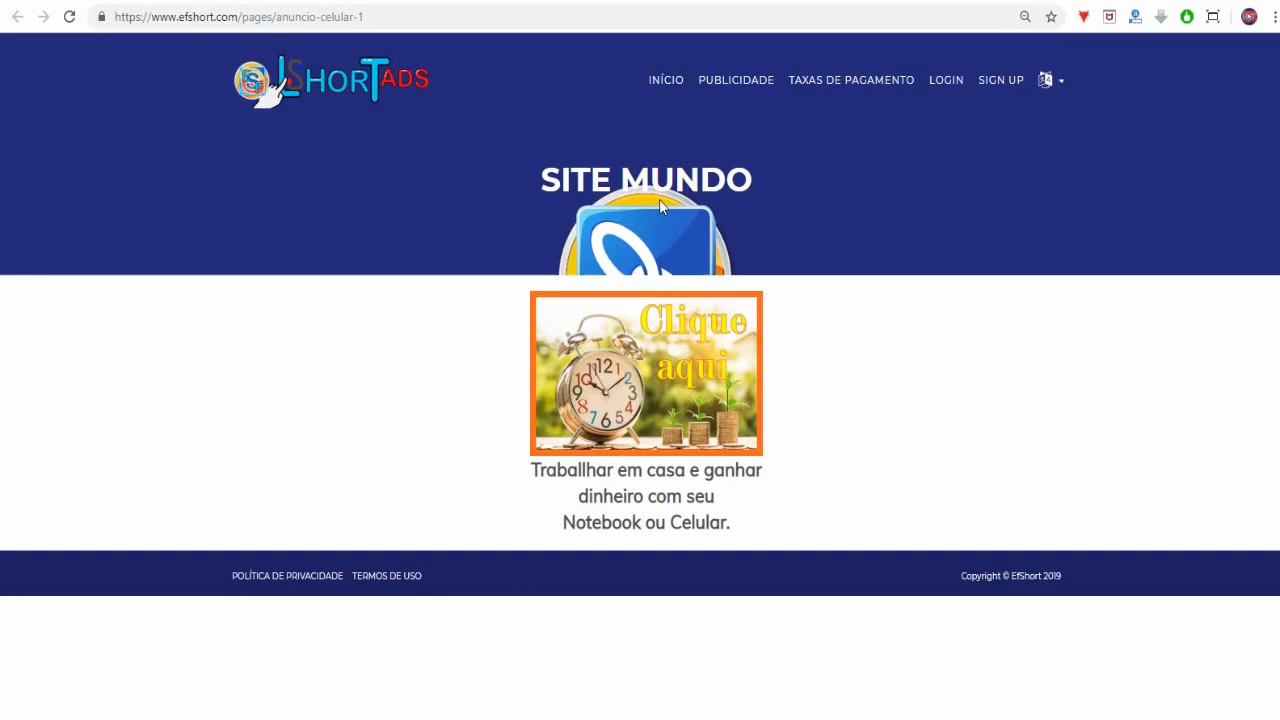 https://www.efshort.com/pages/anuncio-celular-1
EfShorTADS
INÍCIO PUBLICIDADE TAXAS DE PAGAMENTO LOGIN SIGN UP
SITE MUNDO
Clique
aqui
Traballhar em casa e ganhar
dinheiro com seu
Notebook ou Celular.
POLÍTICA DE PRIVACIDADE TERMOS DE USO
Copyright © EfShort 2019